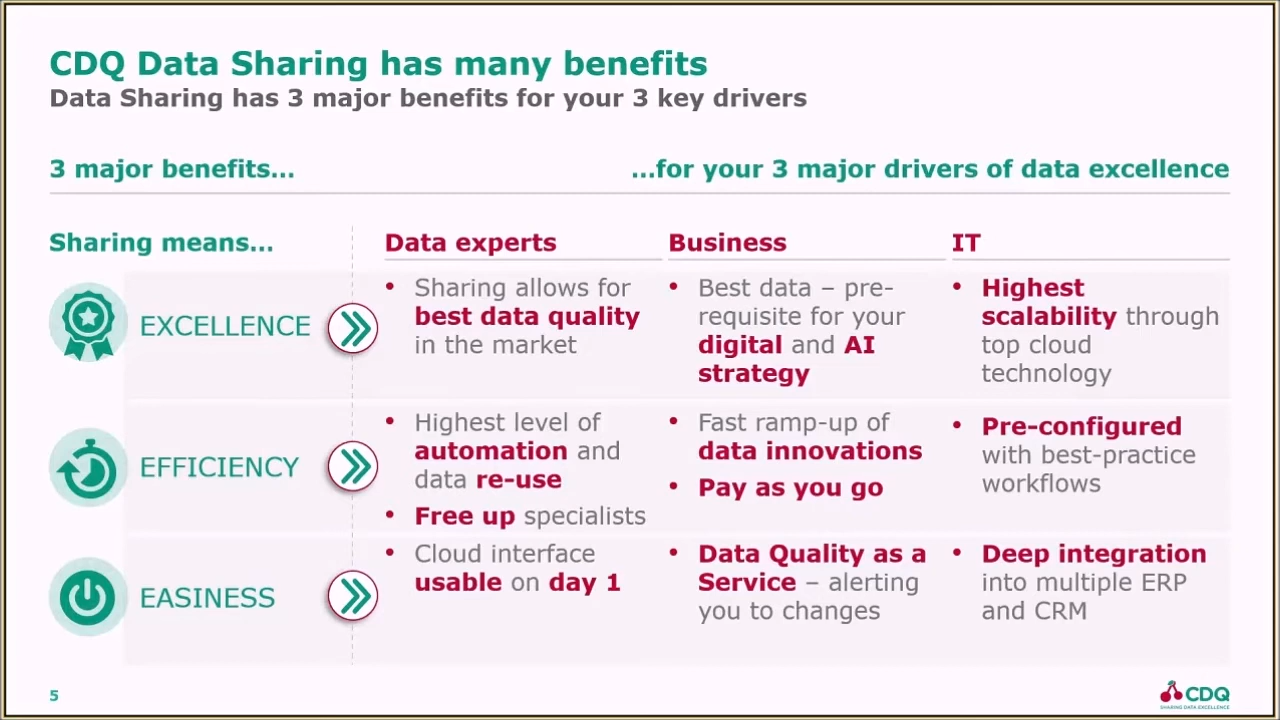 CDQ Data Sharing has many benefits
Data Sharing has 3 major benefits for your 3 key drivers
3 major benefits...
...for your 3 major drivers of data excellence
Sharing means...
Data experts
Business
IT
EXCELLENCE
• Sharing allows for
best data quality
in the market
• Best data – pre-
requisite for your
digital and AI
strategy
• Highest
scalability through
top cloud
technology
EFFICIENCY
• Highest level of
automation and
data re-use
• Free up specialists
• Fast ramp-up of
data innovations
• Pay as you go
• Pre-configured
with best-practice
workflows
EASINESS
• Cloud interface
usable on day 1
• Data Quality as a
Service – alerting
you to changes
• Deep integration
into multiple ERP
and CRM
5
CDQ
SHARING DATA EXCELLENCE